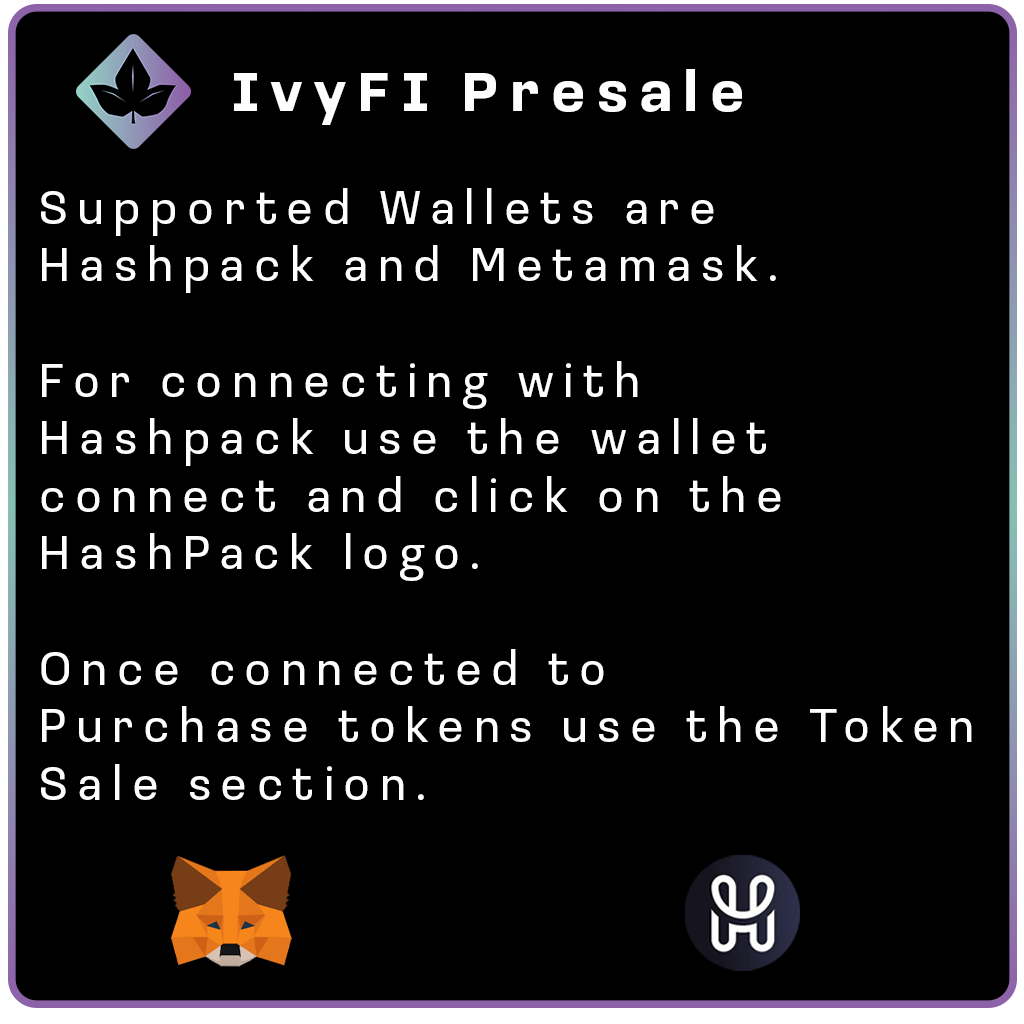 IvyFI Presale
Supported Wallets are
Hashpack and Metamask.
For connecting with
Hashpack use the wallet
connect and click on the
HashPack logo.
Once connected to
Purchase tokens use the Token
Sale section.